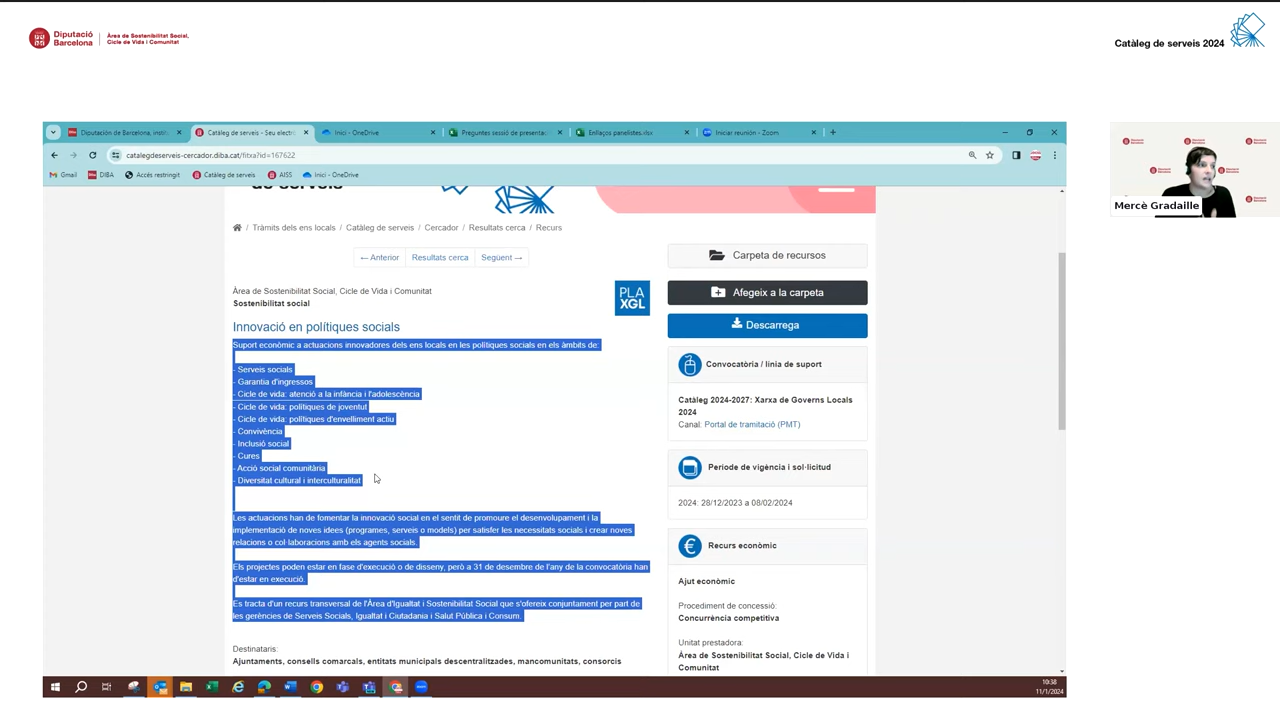 Diputació
Barcelona
Àrea de Sostenibilitat Social,
Cicle de Vida i Comunitat
Catàleg de serveis 2024
Diputación de Barcelona, instit
Catàleg de serveis - Seu electrò
Inici - OneDrive
Preguntes sessió de presentac
Enllaços panelistes.xlsx
Iniciar reunión - Zoom
catalegdeserveis-cercador.diba.cat/fitxa?id=167622
Gmail
DIBA
Accés restringit
Catàleg de serveis
AISS
Inici - OneDrive
de serveis
/ Tràmits dels ens locals / Catàleg de serveis / Cercador / Resultats cerca / Recurs
← Anterior
Resultats cerca
Següent →
Àrea de Sostenibilitat Social, Cicle de Vida i Comunitat
Sostenibilitat social
PLA
XGL
Innovació en polítiques socials
Suport econòmic a actuacions innovadores dels ens locals en les polítiques socials en els àmbits de:
- Serveis socials
- Garantia d'ingressos
- Cicle de vida: atenció a la infància i l'adolescència
- Cicle de vida: polítiques de joventut
- Cicle de vida: polítiques d'envelliment actiu
- Convivència
- Inclusió social
- Cures
- Acció social comunitària
- Diversitat cultural i interculturalitat
Les actuacions han de fomentar la innovació social en el sentit de promoure el desenvolupament i la
implementació de noves idees (programes, serveis o models) per satisfer les necessitats socials i crear noves
relacions o col·laboracions amb els agents socials.
Els projectes poden estar en fase d'execució o de disseny, però a 31 de desembre de l'any de la convocatòria han
d'estar en execució.
Es tracta d'un recurs transversal de l'Àrea d'Igualtat i Sostenibilitat Social que s'ofereix conjuntament per part de
les gerències de Serveis Socials, Igualtat i Ciutadania i Salut Pública i Consum.
Destinataris:
Ajuntaments, consells comarcals, entitats municipals descentralitzades, mancomunitats, consorcis
Carpeta de recursos
Afegeix a la carpeta
Descarrega
Convocatòria / línia de suport
Catàleg 2024-2027: Xarxa de Governs Locals
2024
Canal: Portal de tramitació (PMT)
Període de vigència i sol·licitud
2024: 28/12/2023 a 08/02/2024
Recurs econòmic
Ajut econòmic
Procediment de concessió:
Concurrència competitiva
Unitat prestadora:
Àrea de Sostenibilitat Social, Cicle de Vida i
Comunitat
Mercè Gradaille
10:38
11/1/2024